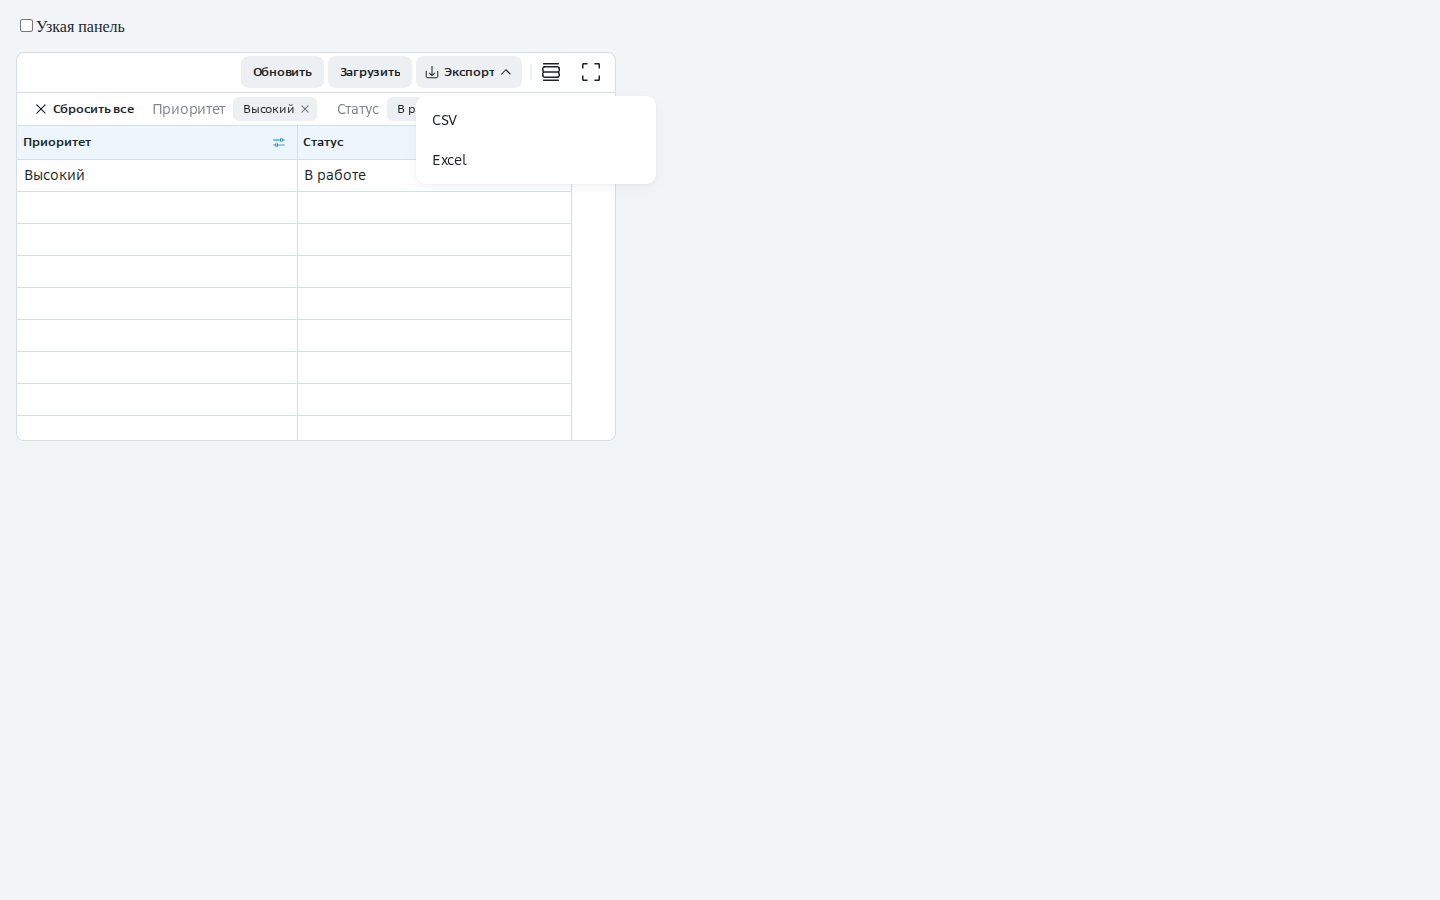 Узкая панель
Обновить Загрузить Экспорт
Сбросить все Приоритет Высокий Статус В р
CSV
Приоритет Статус
Excel
Высокий В работе